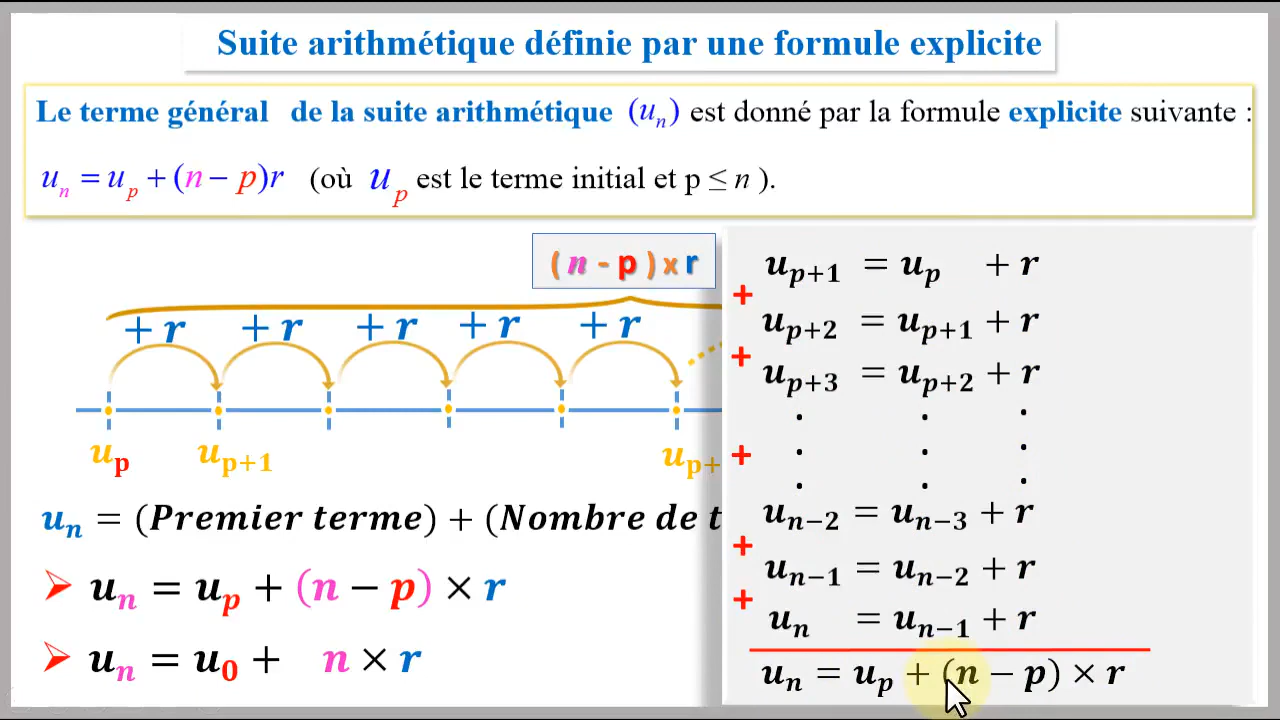 Suite arithmétique définie par une formule explicite
Le terme général de la suite arithmétique (uₙ) est donné par la formule explicite suivante :
uₙ = uₚ + (n − p)r (où uₚ est le terme initial et p ≤ n ).
( n - p ) x r
+ r + r + r + r + r
uₚ uₚ₊₁ uₚ₊
uₙ = (Premier terme) + (Nombre de t
➢ uₙ = uₚ + (n − p) × r
➢ uₙ = u₀ + n × r
uₚ₊₁ = uₚ + r
+
uₚ₊₂ = uₚ₊₁ + r
+
uₚ₊₃ = uₚ₊₂ + r
. . .
. . .
+
. . .
uₙ₋₂ = uₙ₋₃ + r
+
uₙ₋₁ = uₙ₋₂ + r
+
uₙ = uₙ₋₁ + r
uₙ = uₚ + (n − p) × r